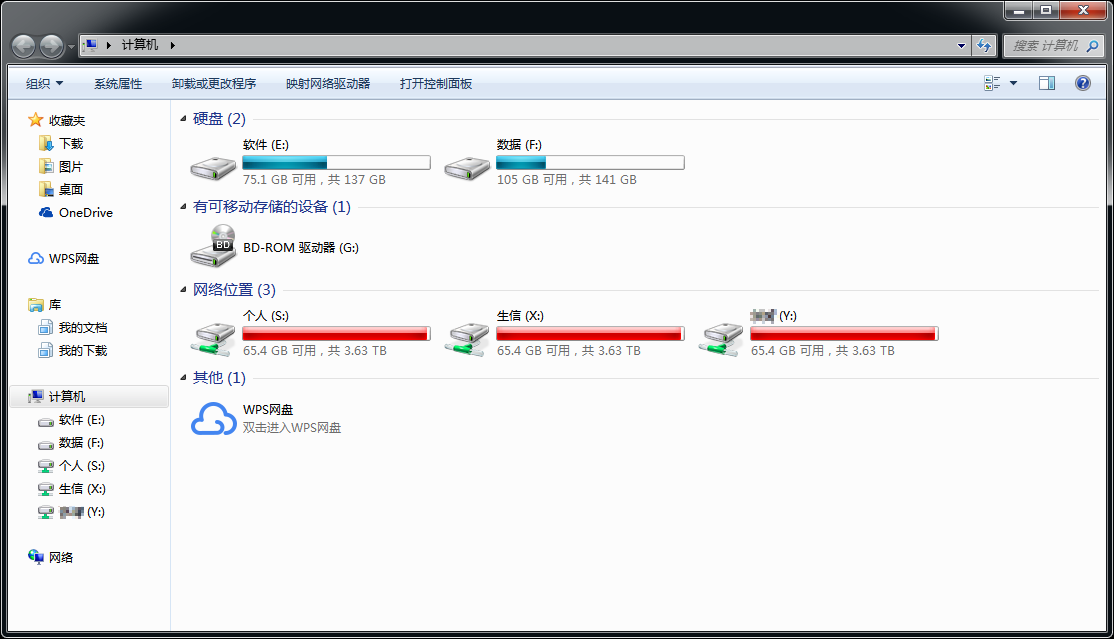 计算机
搜索 计算机
组织 系统属性 卸载或更改程序 映射网络驱动器 打开控制面板
收藏夹
下载
图片
桌面
OneDrive
WPS网盘
库
我的文档
我的下载
计算机
软件 (E:)
数据 (F:)
个人 (S:)
生信 (X:)
(Y:)
网络
硬盘 (2)
软件 (E:)
75.1 GB 可用，共 137 GB
数据 (F:)
105 GB 可用，共 141 GB
有可移动存储的设备 (1)
BD
BD-ROM 驱动器 (G:)
网络位置 (3)
个人 (S:)
65.4 GB 可用，共 3.63 TB
生信 (X:)
65.4 GB 可用，共 3.63 TB
(Y:)
65.4 GB 可用，共 3.63 TB
其他 (1)
WPS网盘
双击进入WPS网盘